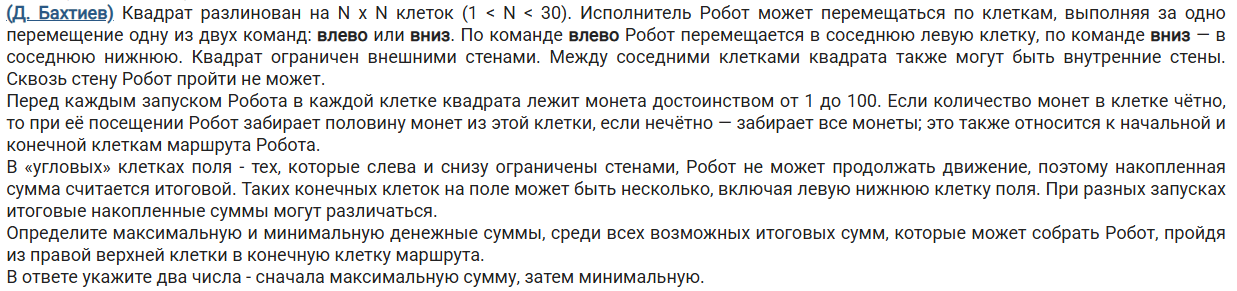 (Д. Бахтиев) Квадрат разлинован на N x N клеток (1 < N < 30). Исполнитель Робот может перемещаться по клеткам, выполняя за одно
перемещение одну из двух команд: влево или вниз. По команде влево Робот перемещается в соседнюю левую клетку, по команде вниз — в
соседнюю нижнюю. Квадрат ограничен внешними стенами. Между соседними клетками квадрата также могут быть внутренние стены.
Сквозь стену Робот пройти не может.
Перед каждым запуском Робота в каждой клетке квадрата лежит монета достоинством от 1 до 100. Если количество монет в клетке чётно,
то при её посещении Робот забирает половину монет из этой клетки, если нечётно — забирает все монеты; это также относится к начальной и
конечной клеткам маршрута Робота.
В «угловых» клетках поля - тех, которые слева и снизу ограничены стенами, Робот не может продолжать движение, поэтому накопленная
сумма считается итоговой. Таких конечных клеток на поле может быть несколько, включая левую нижнюю клетку поля. При разных запусках
итоговые накопленные суммы могут различаться.
Определите максимальную и минимальную денежные суммы, среди всех возможных итоговых сумм, которые может собрать Робот, пройдя
из правой верхней клетки в конечную клетку маршрута.
В ответе укажите два числа - сначала максимальную сумму, затем минимальную.